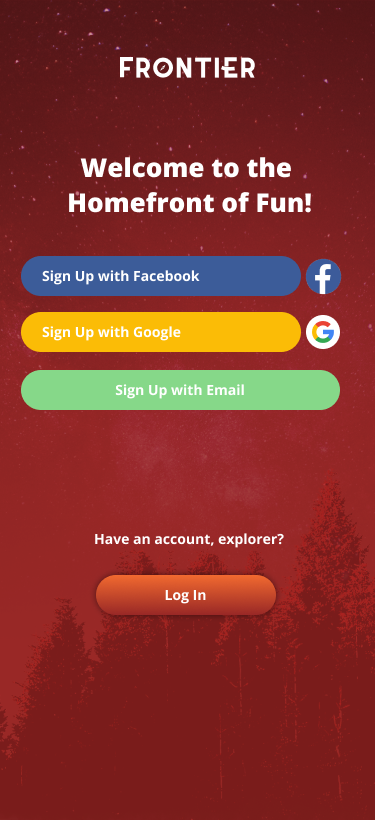 FRONTIER
Welcome to the
Homefront of Fun!
Sign Up with Facebook
Sign Up with Google
Sign Up with Email
Have an account, explorer?
Log In